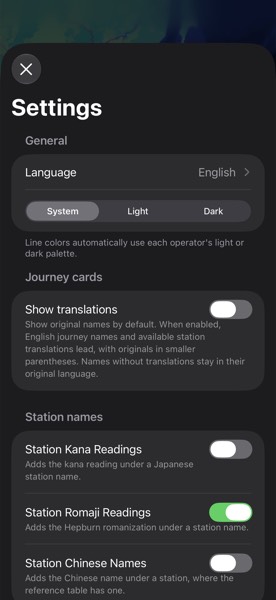 Settings
General
Language English
System Light Dark
Line colors automatically use each operator's light or
dark palette.
Journey cards
Show translations
Show original names by default. When enabled,
English journey names and available station
translations lead, with originals in smaller
parentheses. Names without translations stay in their
original language.
Station names
Station Kana Readings
Adds the kana reading under a Japanese
station name.
Station Romaji Readings
Adds the Hepburn romanization under a station name.
Station Chinese Names
Adds the Chinese name under a station, where the
reference table has one.